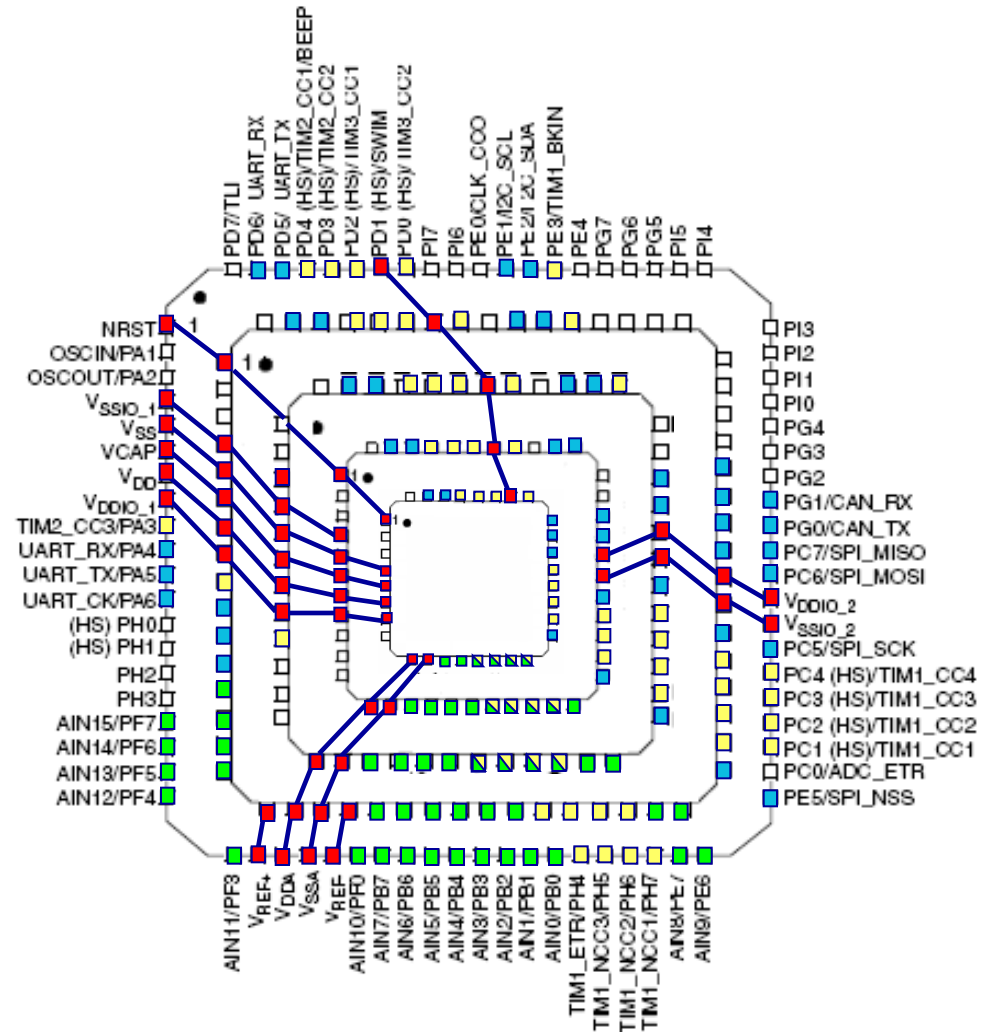 PD7/TLI
PD6/ UART_RX
PD5/ UART_TX
PD4 (HS)/TIM2_CC1/BEEP
PD3 (HS)/TIM2_CC2
PD2 (HS)/TIM3_CC1
PD1 (HS)/SWIM
PD0 (HS)/TIM3_CC2
PI7
PI6
PE0/CLK_CCO
PE1/I2C_SCL
PE2/I2C_SDA
PE3/TIM1_BKIN
PE4
PG7
PG6
PG5
PI5
PI4
NRST
OSCIN/PA1
OSCOUT/PA2
VSSIO_1
VSS
VCAP
VDD
VDDIO_1
TIM2_CC3/PA3
UART_RX/PA4
UART_TX/PA5
UART_CK/PA6
(HS) PH0
(HS) PH1
PH2
PH3
AIN15/PF7
AIN14/PF6
AIN13/PF5
AIN12/PF4
1
1
1
1
PI3
PI2
PI1
PI0
PG4
PG3
PG2
PG1/CAN_RX
PG0/CAN_TX
PC7/SPI_MISO
PC6/SPI_MOSI
VDDIO_2
VSSIO_2
PC5/SPI_SCK
PC4 (HS)/TIM1_CC4
PC3 (HS)/TIM1_CC3
PC2 (HS)/TIM1_CC2
PC1 (HS)/TIM1_CC1
PC0/ADC_ETR
PE5/SPI_NSS
AIN11/PF3
VREF+
VDDA
VSSA
VREF
AIN10/PF0
AIN7/PB7
AIN6/PB6
AIN5/PB5
AIN4/PB4
AIN3/PB3
AIN2/PB2
AIN1/PB1
AIN0/PB0
TIM1_ETR/PH4
TIM1_NCC3/PH5
TIM1_NCC2/PH6
TIM1_NCC1/PH7
AIN8/PE7
AIN9/PE6